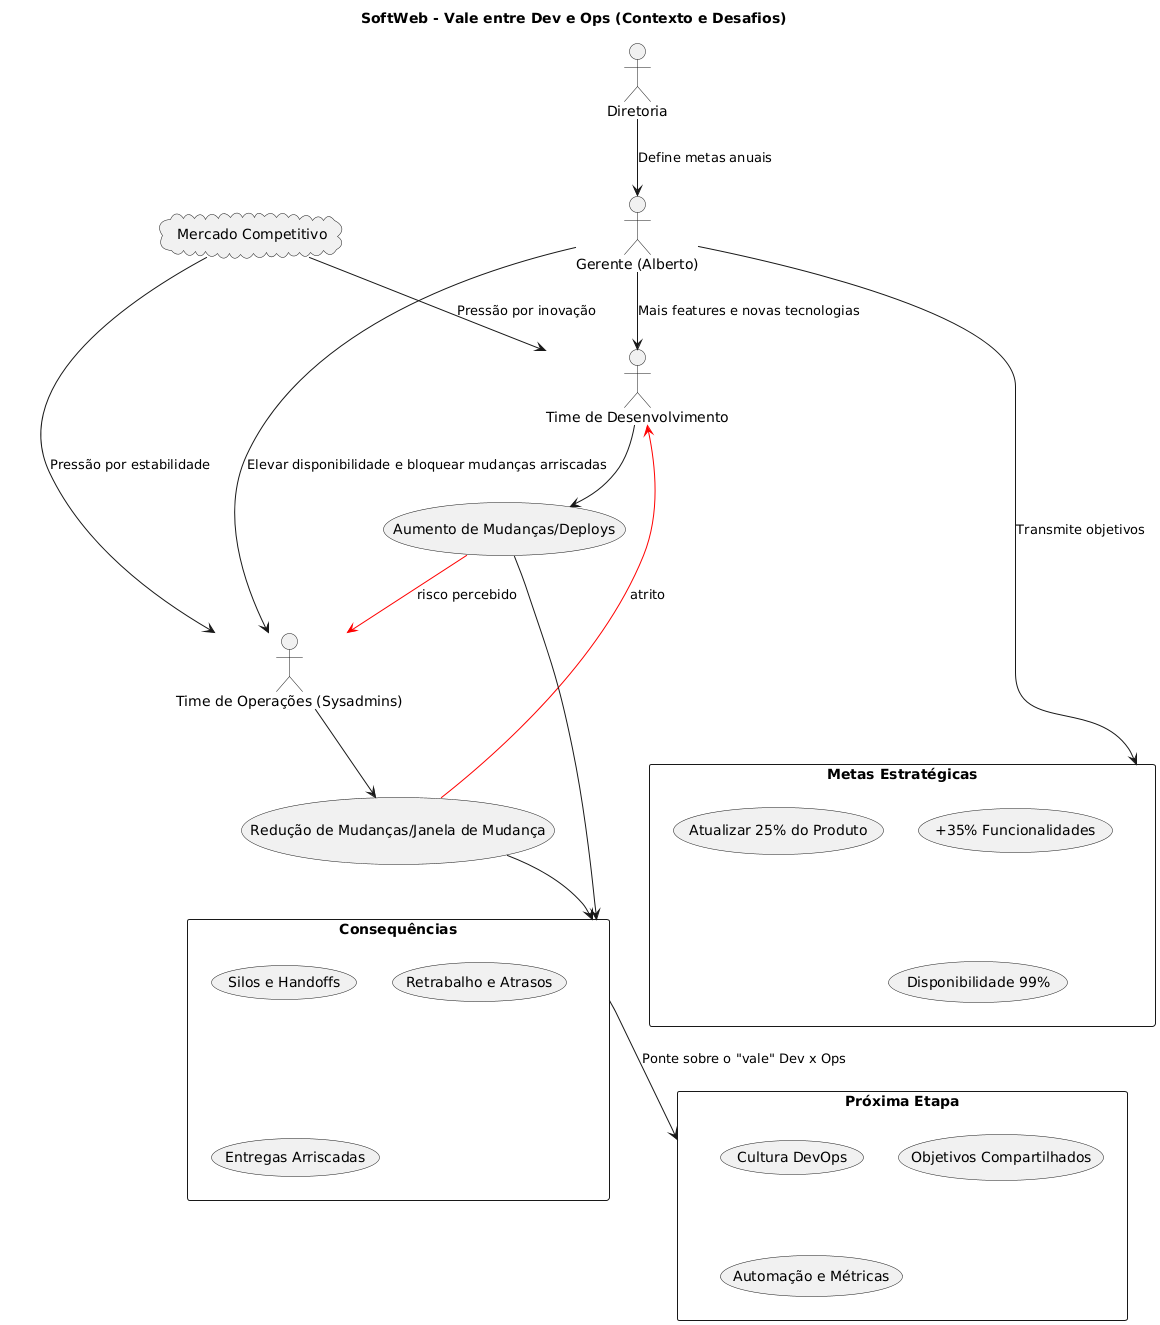 SoftWeb - Vale entre Dev e Ops (Contexto e Desafios)
Diretoria
Define metas anuais
Mercado Competitivo
Gerente (Alberto)
Pressão por inovação
Mais features e novas tecnologias
Time de Desenvolvimento
Pressão por estabilidade
Elevar disponibilidade e bloquear mudanças arriscadas
Aumento de Mudanças/Deploys
Transmite objetivos
risco percebido
atrito
Time de Operações (Sysadmins)
Metas Estratégicas
Redução de Mudanças/Janela de Mudança
Atualizar 25% do Produto
+35% Funcionalidades
Disponibilidade 99%
Consequências
Silos e Handoffs
Retrabalho e Atrasos
Entregas Arriscadas
Ponte sobre o "vale" Dev x Ops
Próxima Etapa
Cultura DevOps
Objetivos Compartilhados
Automação e Métricas